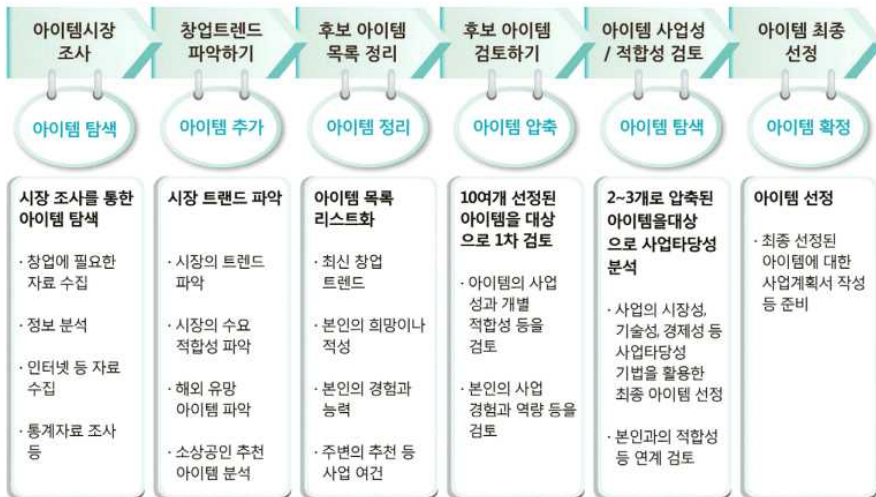 아이템시장
조사
창업트렌드
파악하기
후보 아이템
목록 정리
후보 아이템
검토하기
아이템 사업성
/ 적합성 검토
아이템 최종
선정
아이템 탐색
아이템 추가
아이템 정리
아이템 압축
아이템 탐색
아이템 확정
시장 조사를 통한
아이템 탐색
· 창업에 필요한
자료 수집
· 정보 분석
· 인터넷 등 자료
수집
· 통계자료 조사
등
시장 트랜드 파악
· 시장의 트렌드
파악
· 시장의 수요
적합성 파악
· 해외 유망
아이템 파악
· 소상공인 추천
아이템 분석
아이템 목록
리스트화
· 최신 창업
트렌드
· 본인의 희망이나
적성
· 본인의 경험과
능력
· 주변의 추천 등
사업 여건
10여개 선정된
아이템을 대상
으로 1차 검토
· 아이템의 사업
성과 개별
적합성 등을
검토
· 본인의 사업
경험과 역량 등을
검토
2~3개로 압축된
아이템을대상
으로 사업타당성
분석
· 사업의 시장성,
기술성, 경제성 등
사업타당성
기법을 활용한
최종 아이템 선정
· 본인과의 적합성
등 연계 검토
아이템 선정
· 최종 선정된
아이템에 대한
사업계획서 작성
등 준비